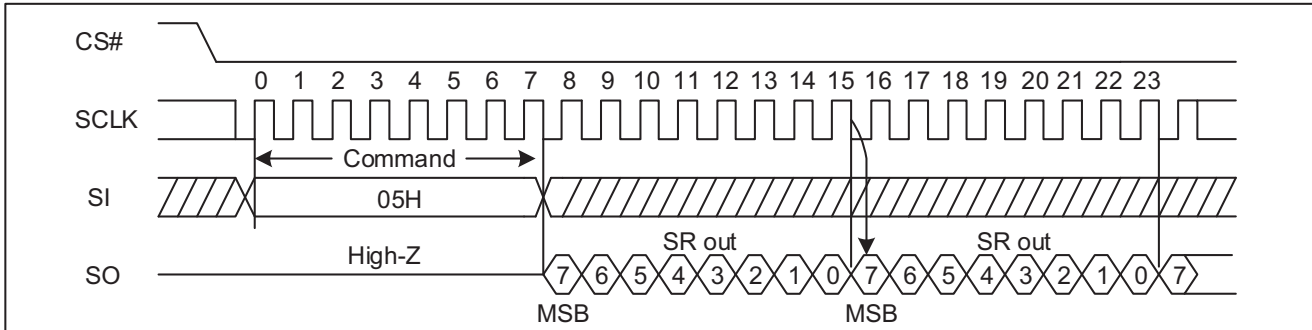 CS#
0 1 2 3 4 5 6 7 8 9 10 11 12 13 14 15 16 17 18 19 20 21 22 23
SCLK
Command
SI
05H
High-Z
SR out
SR out
SO
7 6 5 4 3 2 1 0 7 6 5 4 3 2 1 0 7
MSB
MSB